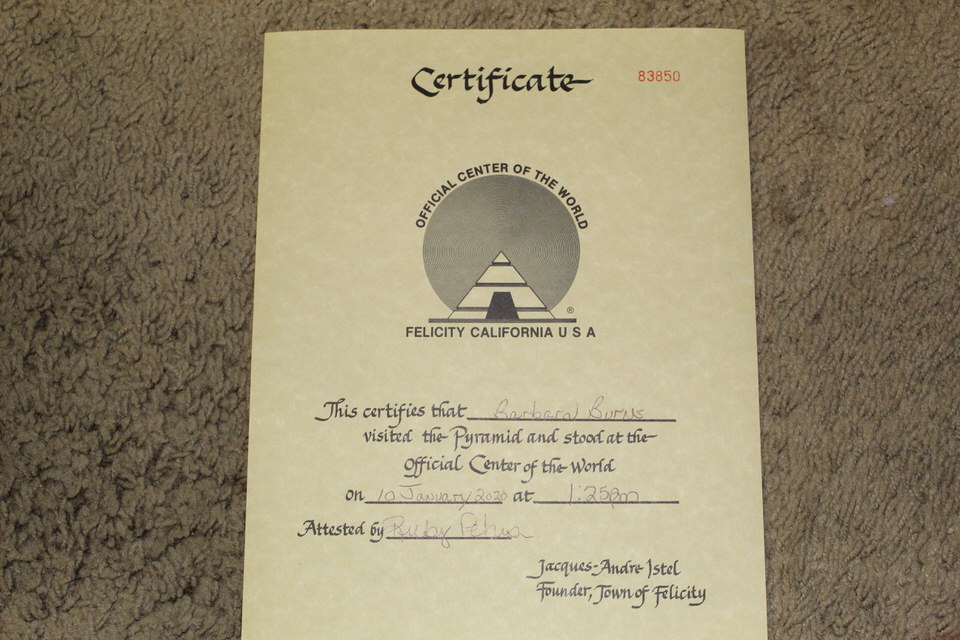 Certificate
83850
OFFICIAL CENTER OF THE WORLD
®
FELICITY CALIFORNIA U S A
This certifies that Barbara Burns
visited the Pyramid and stood at the
Official Center of the World
on 10 January 2020 at 1:25pm
Attested by Ruby
Jacques-Andre Istel
Founder, Town of Felicity